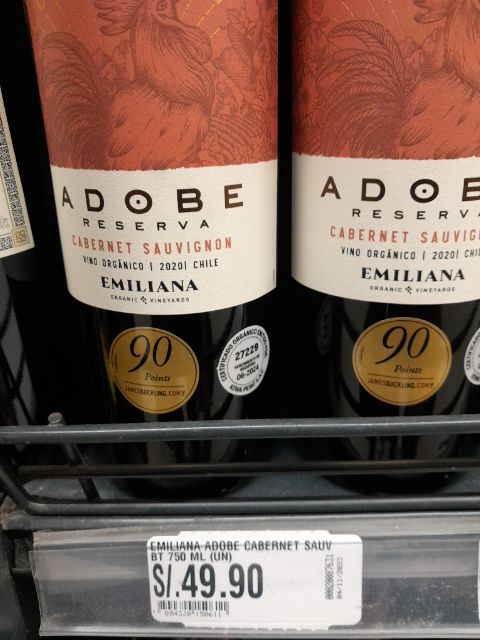 ADOBE
RESERVA
CABERNET SAUVIGNON
VINO ORGÁNICO | 2020 | CHILE
EMILIANA
ORGANIC VINEYARDS
90
Points
JAMESSUCKLING.COM
27229
06-2024
ADOB
RESERVA
CABERNET SAUVIG
VINO ORGÁNICO | 2020 | CHIL
EMILIANA
ORGANIC VINEYARDS
90
Points
JAMESSUCKLING.COM
EMILIANA ADOBE CABERNET SAUV
BT 750 ML (UN)
S/.49.90
04/11/2023